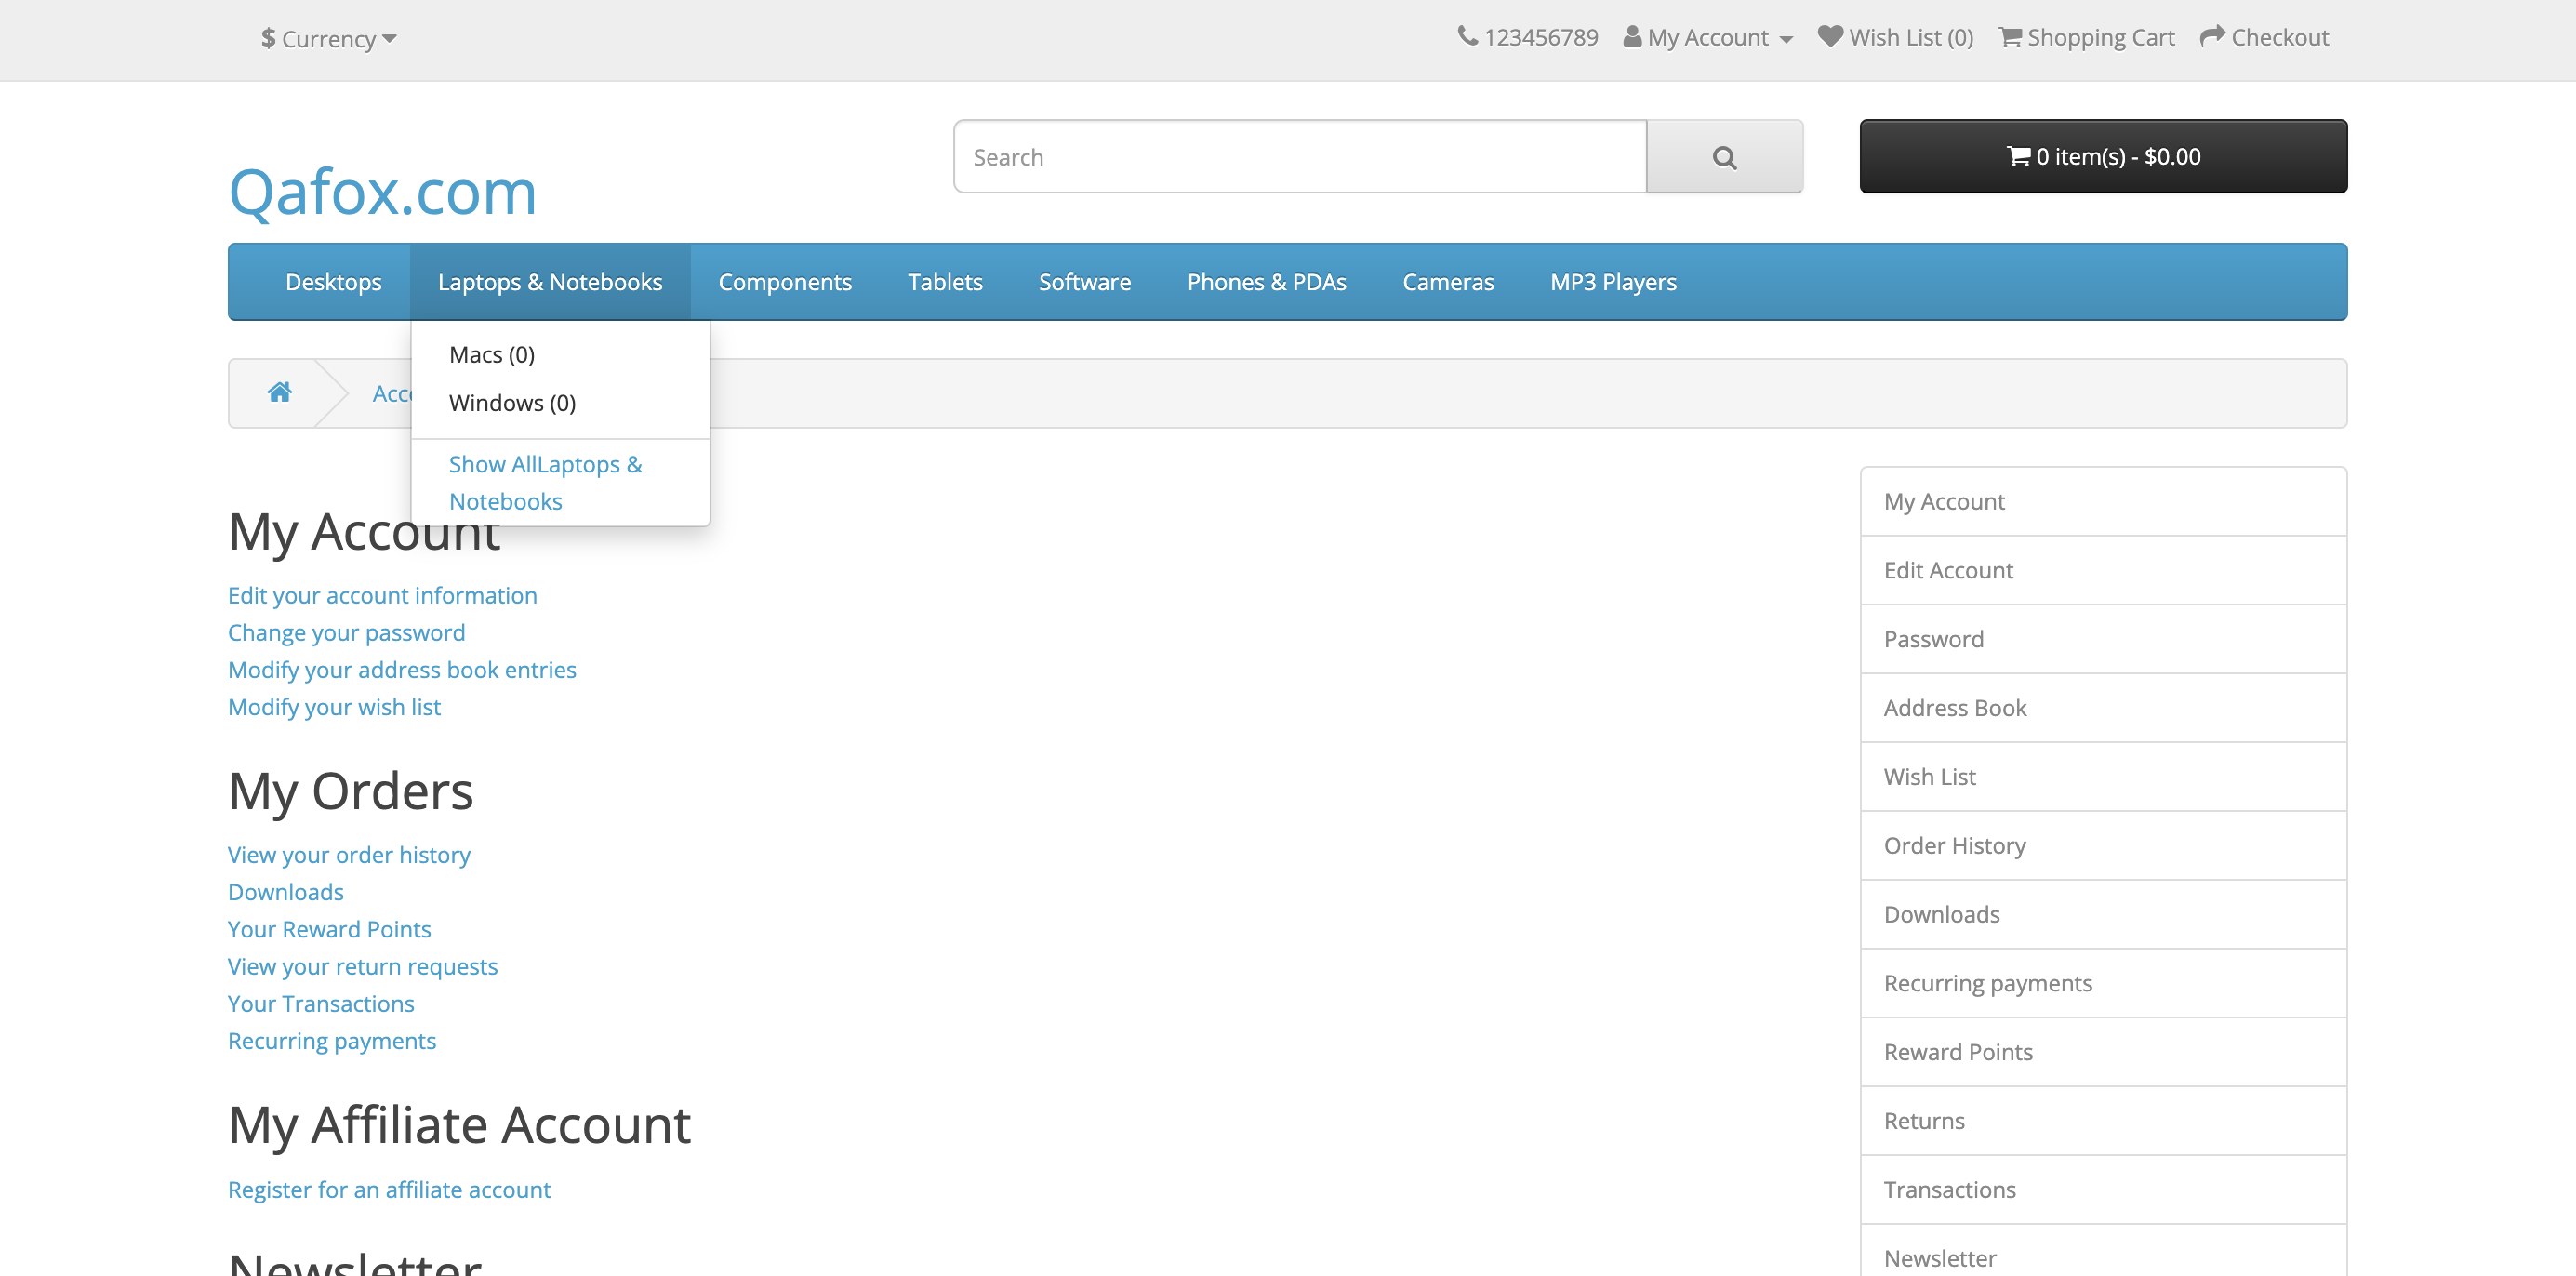 $ Currency
123456789 My Account Wish List (0) Shopping Cart Checkout
Qafox.com
Search
0 item(s) - $0.00
Desktops Laptops & Notebooks Components Tablets Software Phones & PDAs Cameras MP3 Players
Macs (0)
Windows (0)
Show AllLaptops &
Notebooks
My Account
Edit your account information
Change your password
Modify your address book entries
Modify your wish list
My Orders
View your order history
Downloads
Your Reward Points
View your return requests
Your Transactions
Recurring payments
My Affiliate Account
Register for an affiliate account
Newsletter
My Account
Edit Account
Password
Address Book
Wish List
Order History
Downloads
Recurring payments
Reward Points
Returns
Transactions
Newsletter